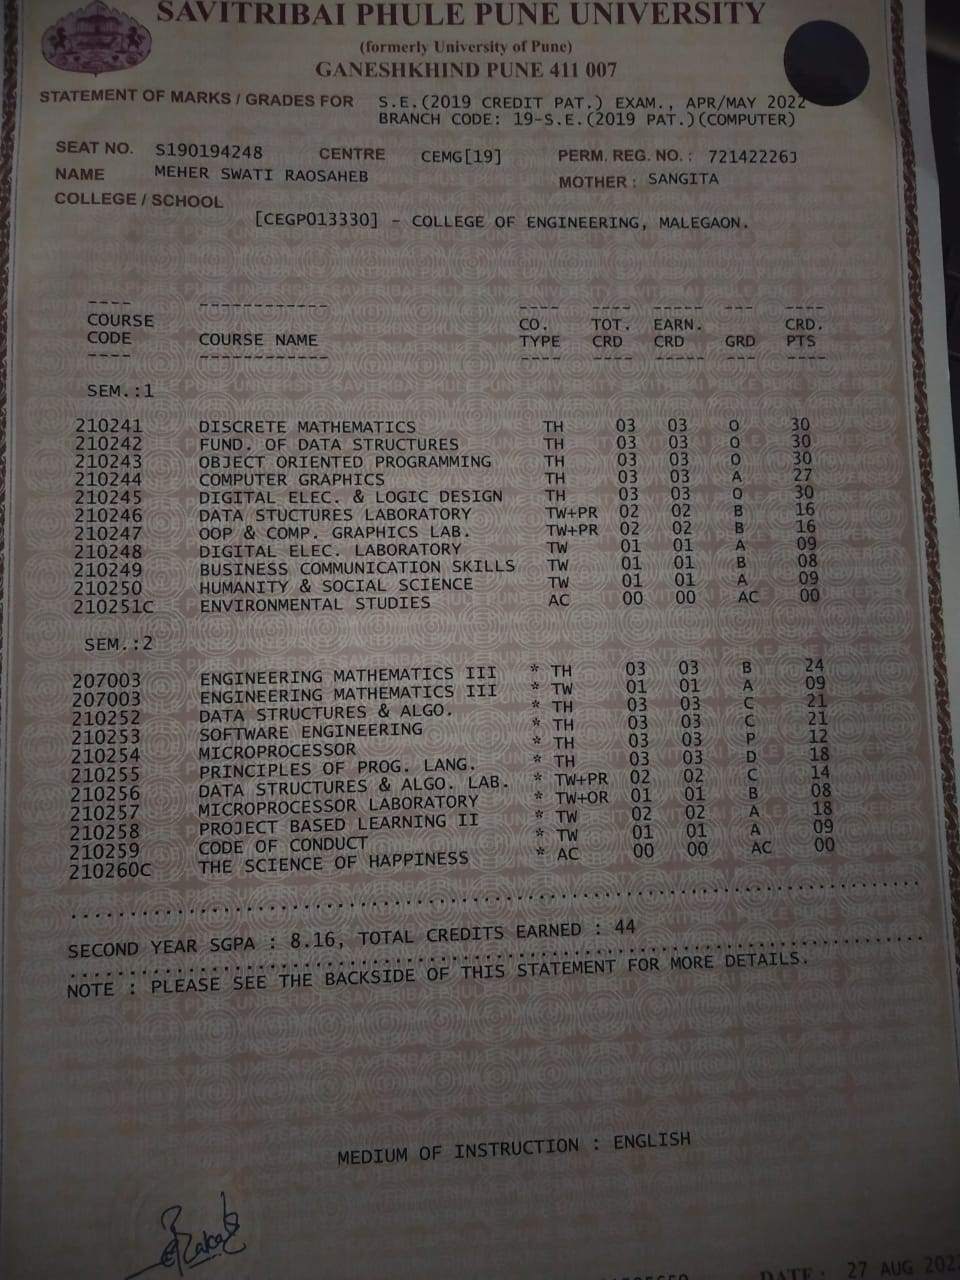 SAVITRIBAI PHULE PUNE UNIVERSITY
(formerly University of Pune)
GANESHKHIND PUNE 411 007
STATEMENT OF MARKS / GRADES FOR S.E.(2019 CREDIT PAT.) EXAM., APR/MAY 2022
BRANCH CODE: 19-S.E.(2019 PAT.)(COMPUTER)
SEAT NO. S190194248 CENTRE CEMG[19] PERM. REG. NO. : 72142226J
NAME MEHER SWATI RAOSAHEB MOTHER : SANGITA
COLLEGE / SCHOOL
[CEGP013330] - COLLEGE OF ENGINEERING, MALEGAON.
---- ------------ ---- ---- ----- --- ----
COURSE CO. TOT. EARN. CRD.
CODE COURSE NAME TYPE CRD CRD GRD PTS
---- ------------ ---- ---- ----- --- ----
SEM.:1
210241 DISCRETE MATHEMATICS TH 03 03 O 30
210242 FUND. OF DATA STRUCTURES TH 03 03 O 30
210243 OBJECT ORIENTED PROGRAMMING TH 03 03 O 30
210244 COMPUTER GRAPHICS TH 03 03 A 27
210245 DIGITAL ELEC. & LOGIC DESIGN TH 03 03 O 30
210246 DATA STUCTURES LABORATORY TW+PR 02 02 B 16
210247 OOP & COMP. GRAPHICS LAB. TW+PR 02 02 B 16
210248 DIGITAL ELEC. LABORATORY TW 01 01 A 09
210249 BUSINESS COMMUNICATION SKILLS TW 01 01 B 08
210250 HUMANITY & SOCIAL SCIENCE TW 01 01 A 09
210251C ENVIRONMENTAL STUDIES AC 00 00 AC 00
SEM.:2
207003 ENGINEERING MATHEMATICS III * TH 03 03 B 24
207003 ENGINEERING MATHEMATICS III * TW 01 01 A 09
210252 DATA STRUCTURES & ALGO. * TH 03 03 C 21
210253 SOFTWARE ENGINEERING * TH 03 03 C 21
210254 MICROPROCESSOR * TH 03 03 P 12
210255 PRINCIPLES OF PROG. LANG. * TH 03 03 D 18
210256 DATA STRUCTURES & ALGO. LAB. * TW+PR 02 02 C 14
210257 MICROPROCESSOR LABORATORY * TW+OR 01 01 B 08
210258 PROJECT BASED LEARNING II * TW 02 02 A 18
210259 CODE OF CONDUCT * TW 01 01 A 09
210260C THE SCIENCE OF HAPPINESS * AC 00 00 AC 00
SECOND YEAR SGPA : 8.16, TOTAL CREDITS EARNED : 44
NOTE : PLEASE SEE THE BACKSIDE OF THIS STATEMENT FOR MORE DETAILS.
MEDIUM OF INSTRUCTION : ENGLISH
DATE : 27 AUG